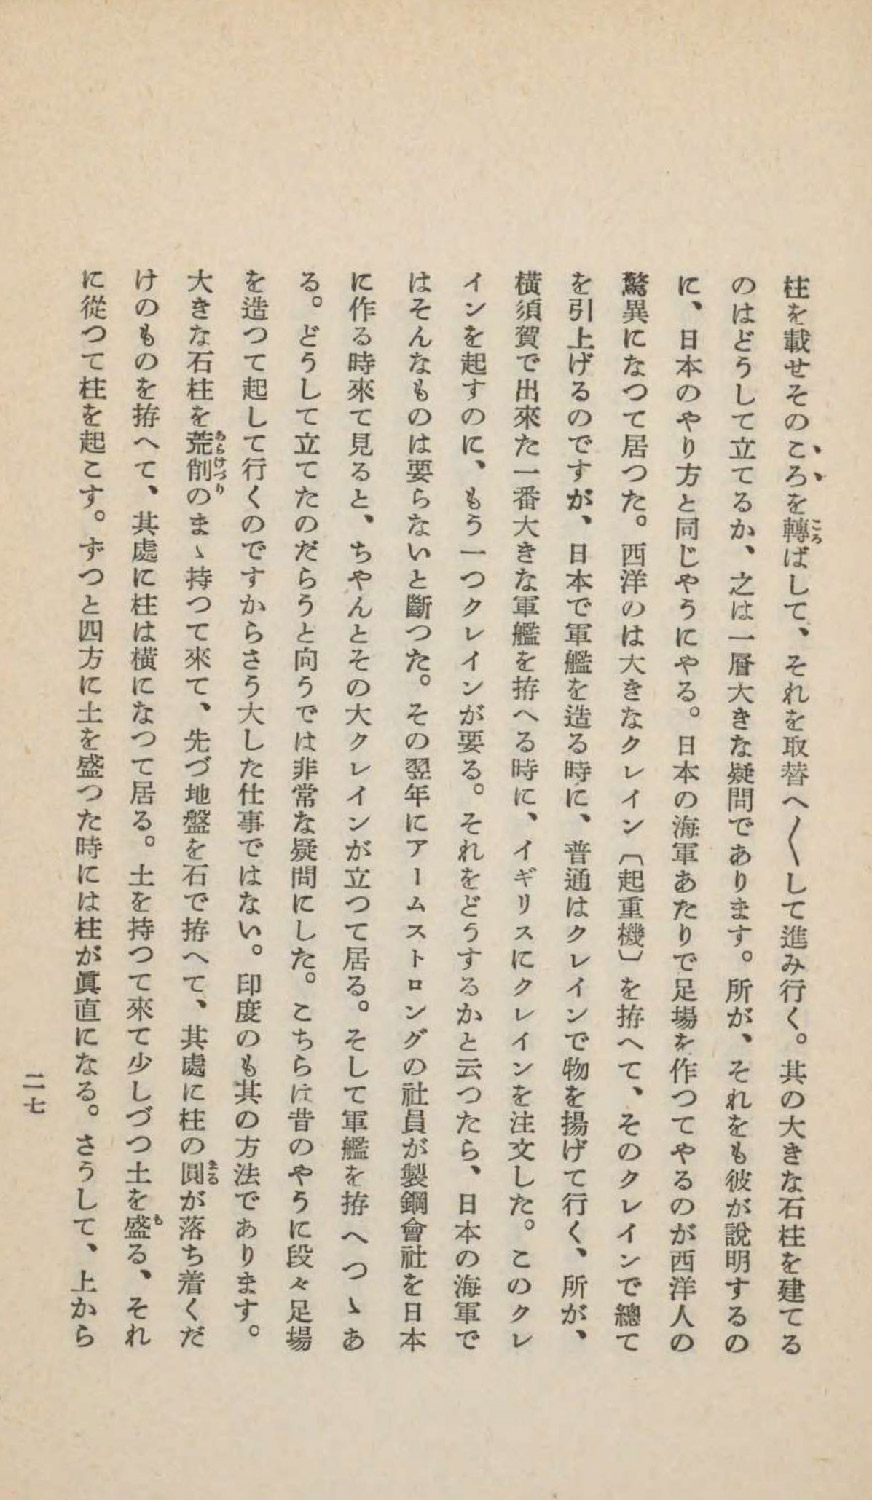 柱を載せそのころを轉ばして、それを取替へ〳〵して進み行く。其の大きな石柱を建てる
のはどうして立てるか、之は一層大きな疑問であります。所が、それをも彼が說明するの
に、日本のやり方と同じやうにやる。日本の海軍あたりで足場を作つてやるのが西洋人の
驚異になつて居つた。西洋のは大きなクレイン〔起重機〕を拵へて、そのクレインで總て
を引上げるのですが、日本で軍艦を造る時に、普通はクレインで物を揚げて行く、所が、
橫須賀で出來た一番大きな軍艦を拵へる時に、イギリスにクレインを注文した。このクレ
インを起すのに、もう一つクレインが要る。それをどうするかと云つたら、日本の海軍で
はそんなものは要らないと斷つた。その翌年にアームストロングの社員が製鋼會社を日本
に作る時來て見ると、ちやんとその大クレインが立つて居る。そして軍艦を拵へつゝあ
る。どうして立てたのだらうと向うでは非常な疑問にした。こちらは昔のやうに段々足場
を造つて起して行くのですからさう大した仕事ではない。印度のも其の方法であります。
大きな石柱を荒削のまゝ持つて來て、先づ地盤を石で拵へて、其處に柱の圓が落ち着くだ
けのものを拵へて、其處に柱は橫になつて居る。土を持つて來て少しづつ土を盛る、それ
に從つて柱を起こす。ずつと四方に土を盛つた時には柱が眞直になる。さうして、上から
二七